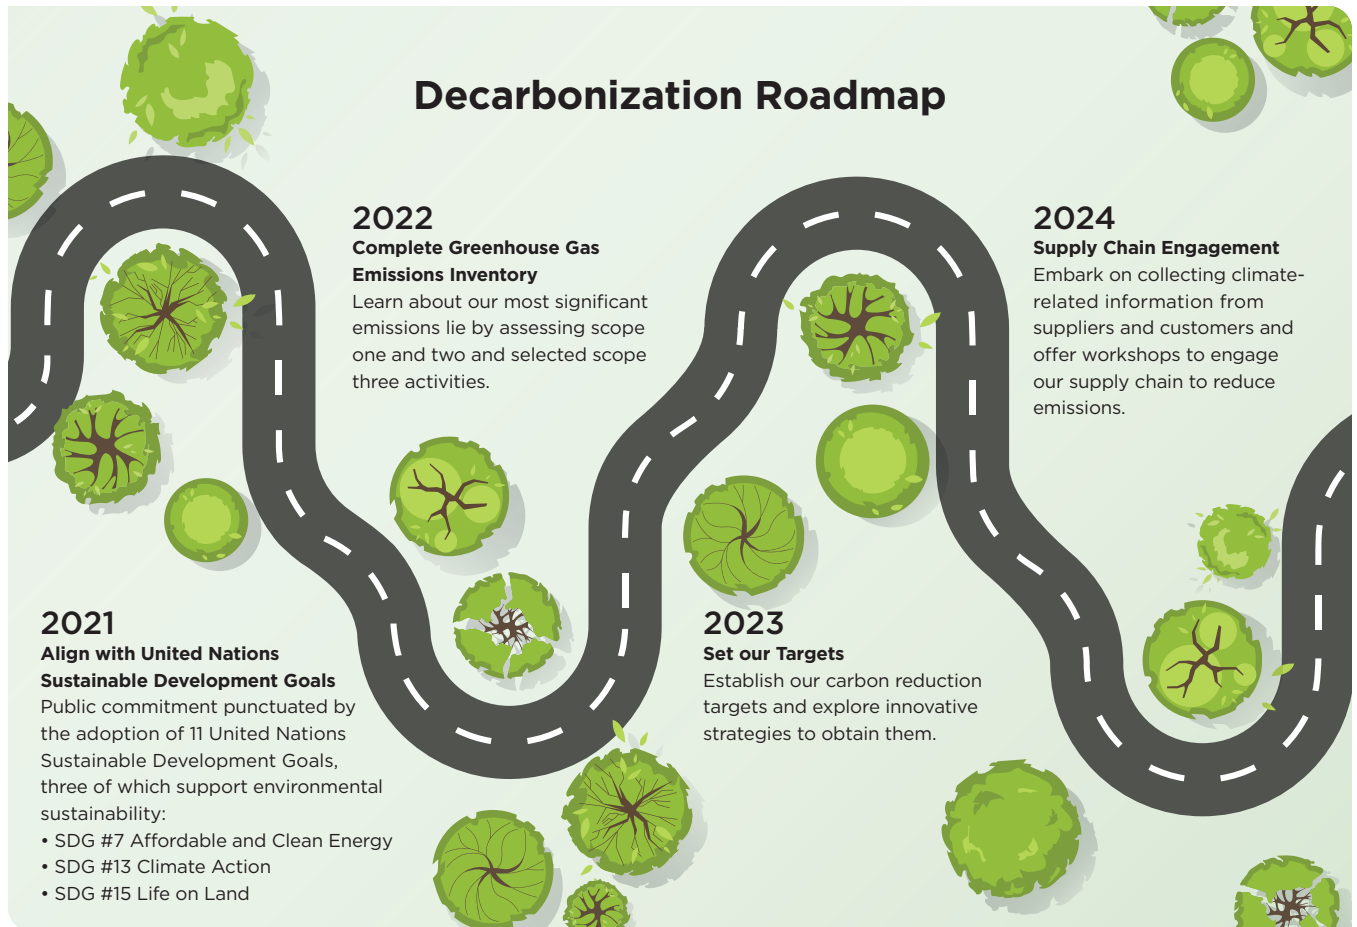 Decarbonization Roadmap
2021
Align with United Nations
Sustainable Development Goals
Public commitment punctuated by
the adoption of 11 United Nations
Sustainable Development Goals,
three of which support environmental
sustainability:
• SDG #7 Affordable and Clean Energy
• SDG #13 Climate Action
• SDG #15 Life on Land
2022
Complete Greenhouse Gas
Emissions Inventory
Learn about our most significant
emissions lie by assessing scope
one and two and selected scope
three activities.
2023
Set our Targets
Establish our carbon reduction
targets and explore innovative
strategies to obtain them.
2024
Supply Chain Engagement
Embark on collecting climate-
related information from
suppliers and customers and
offer workshops to engage
our supply chain to reduce
emissions.